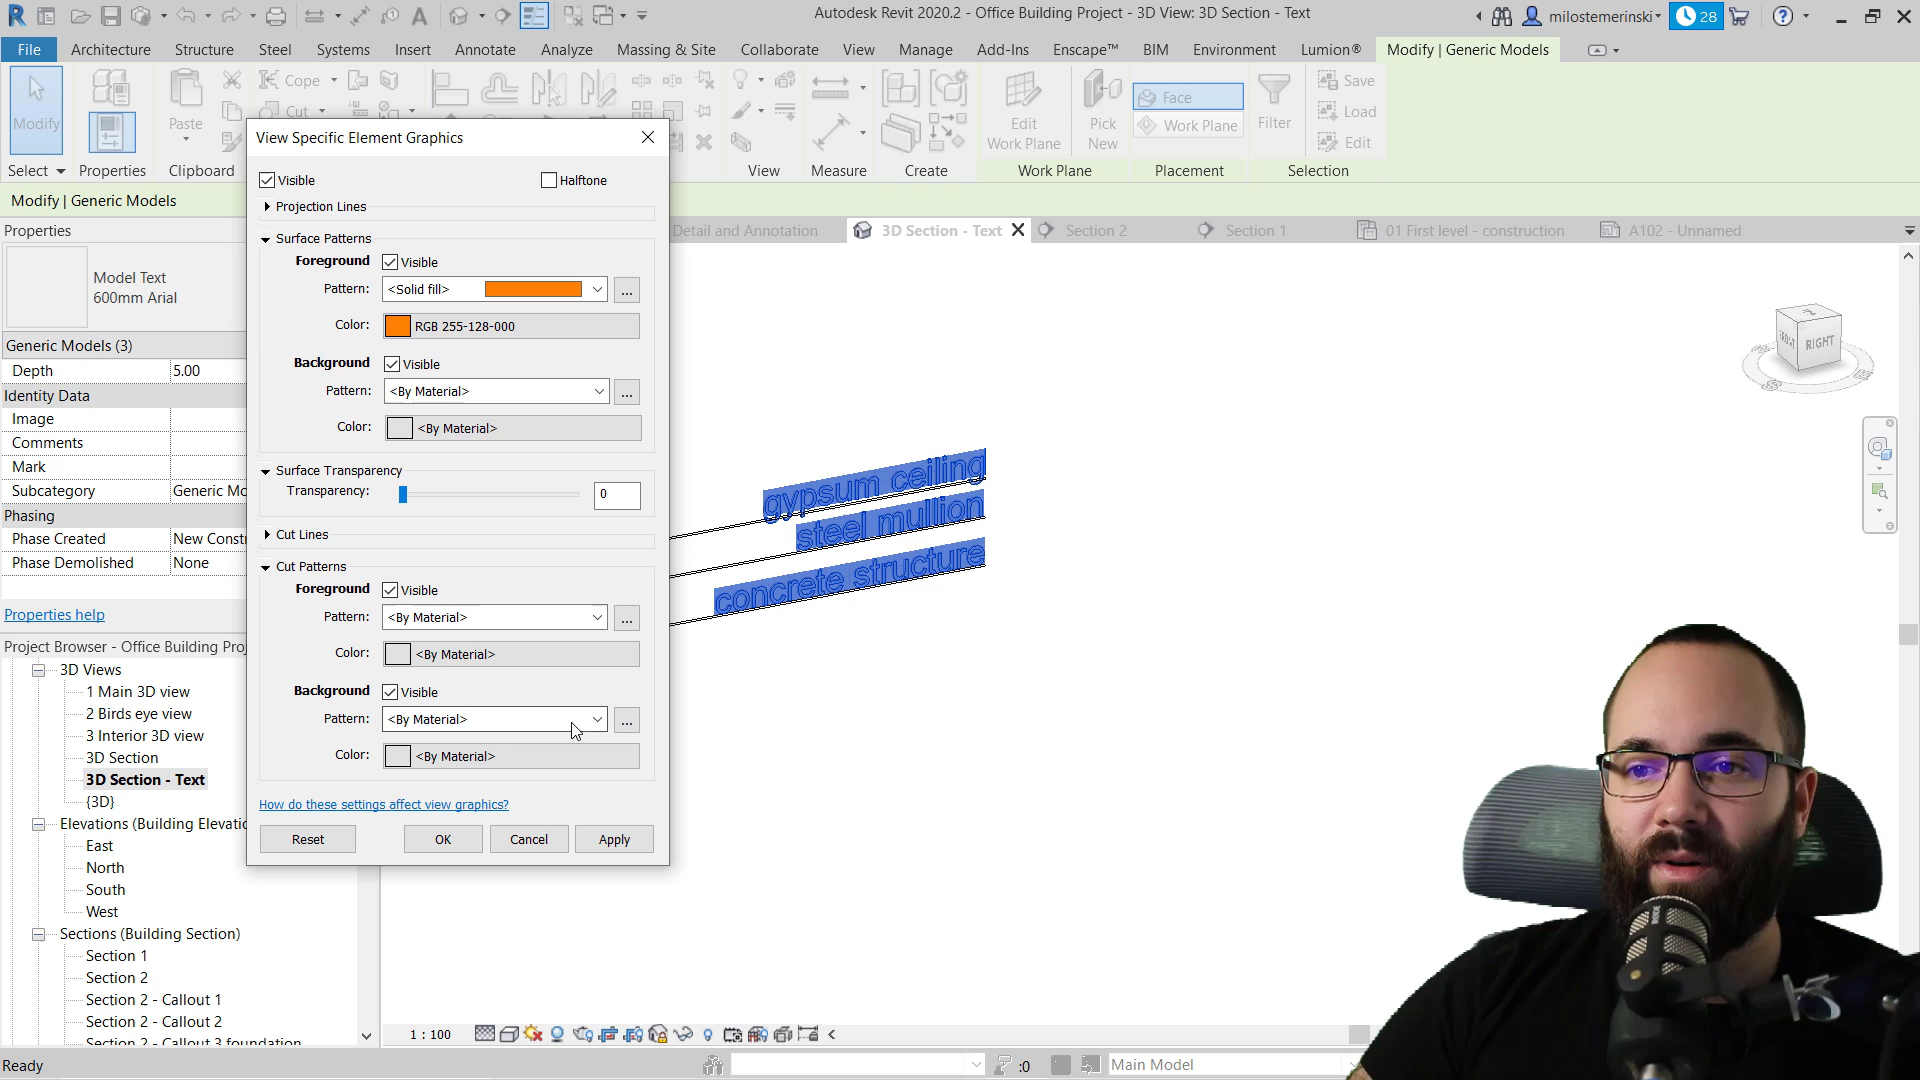 Autodesk Revit 2020.2 - Office Building Project - 3D View: 3D Section - Text
milostemerinski
28
File Architecture Structure Steel Systems Insert Annotate Analyze Massing & Site Collaborate View Manage Add-Ins Enscape™ BIM Environment Lumion® Modify | Generic Models
Modify
Paste
Cope
Cut
Edit
Work Plane
Pick
New
Face
Work Plane
Filter
Save
Load
Edit
Select Properties Clipboard View Measure Create Work Plane Placement Selection
Modify | Generic Models
View Specific Element Graphics
Visible
Halftone
Projection Lines
Surface Patterns
Foreground Visible
Pattern: <Solid fill> ...
Color: RGB 255-128-000
Background Visible
Pattern: <By Material> ...
Color: <By Material>
Surface Transparency
Transparency: 0
Cut Lines
Cut Patterns
Foreground Visible
Pattern: <By Material> ...
Color: <By Material>
Background Visible
Pattern: <By Material> ...
Color: <By Material>
How do these settings affect view graphics?
Reset OK Cancel Apply
Properties
Model Text
600mm Arial
Generic Models (3)
Depth 5.00
Identity Data
Image
Comments
Mark
Subcategory Generic Mo
Phasing
Phase Created New Constr
Phase Demolished None
Properties help
Project Browser - Office Building Proj
3D Views
1 Main 3D view
2 Birds eye view
3 Interior 3D view
3D Section
3D Section - Text
{3D}
Elevations (Building Elevatio
East
North
South
West
Sections (Building Section)
Section 1
Section 2
Section 2 - Callout 1
Section 2 - Callout 2
Section 2 - Callout 3 foundation
Detail and Annotation 3D Section - Text Section 2 Section 1 01 First level - construction A102 - Unnamed
RIGHT
gypsum ceiling
steel mullion
concrete structure
1 : 100
Ready
:0
Main Model
RODE